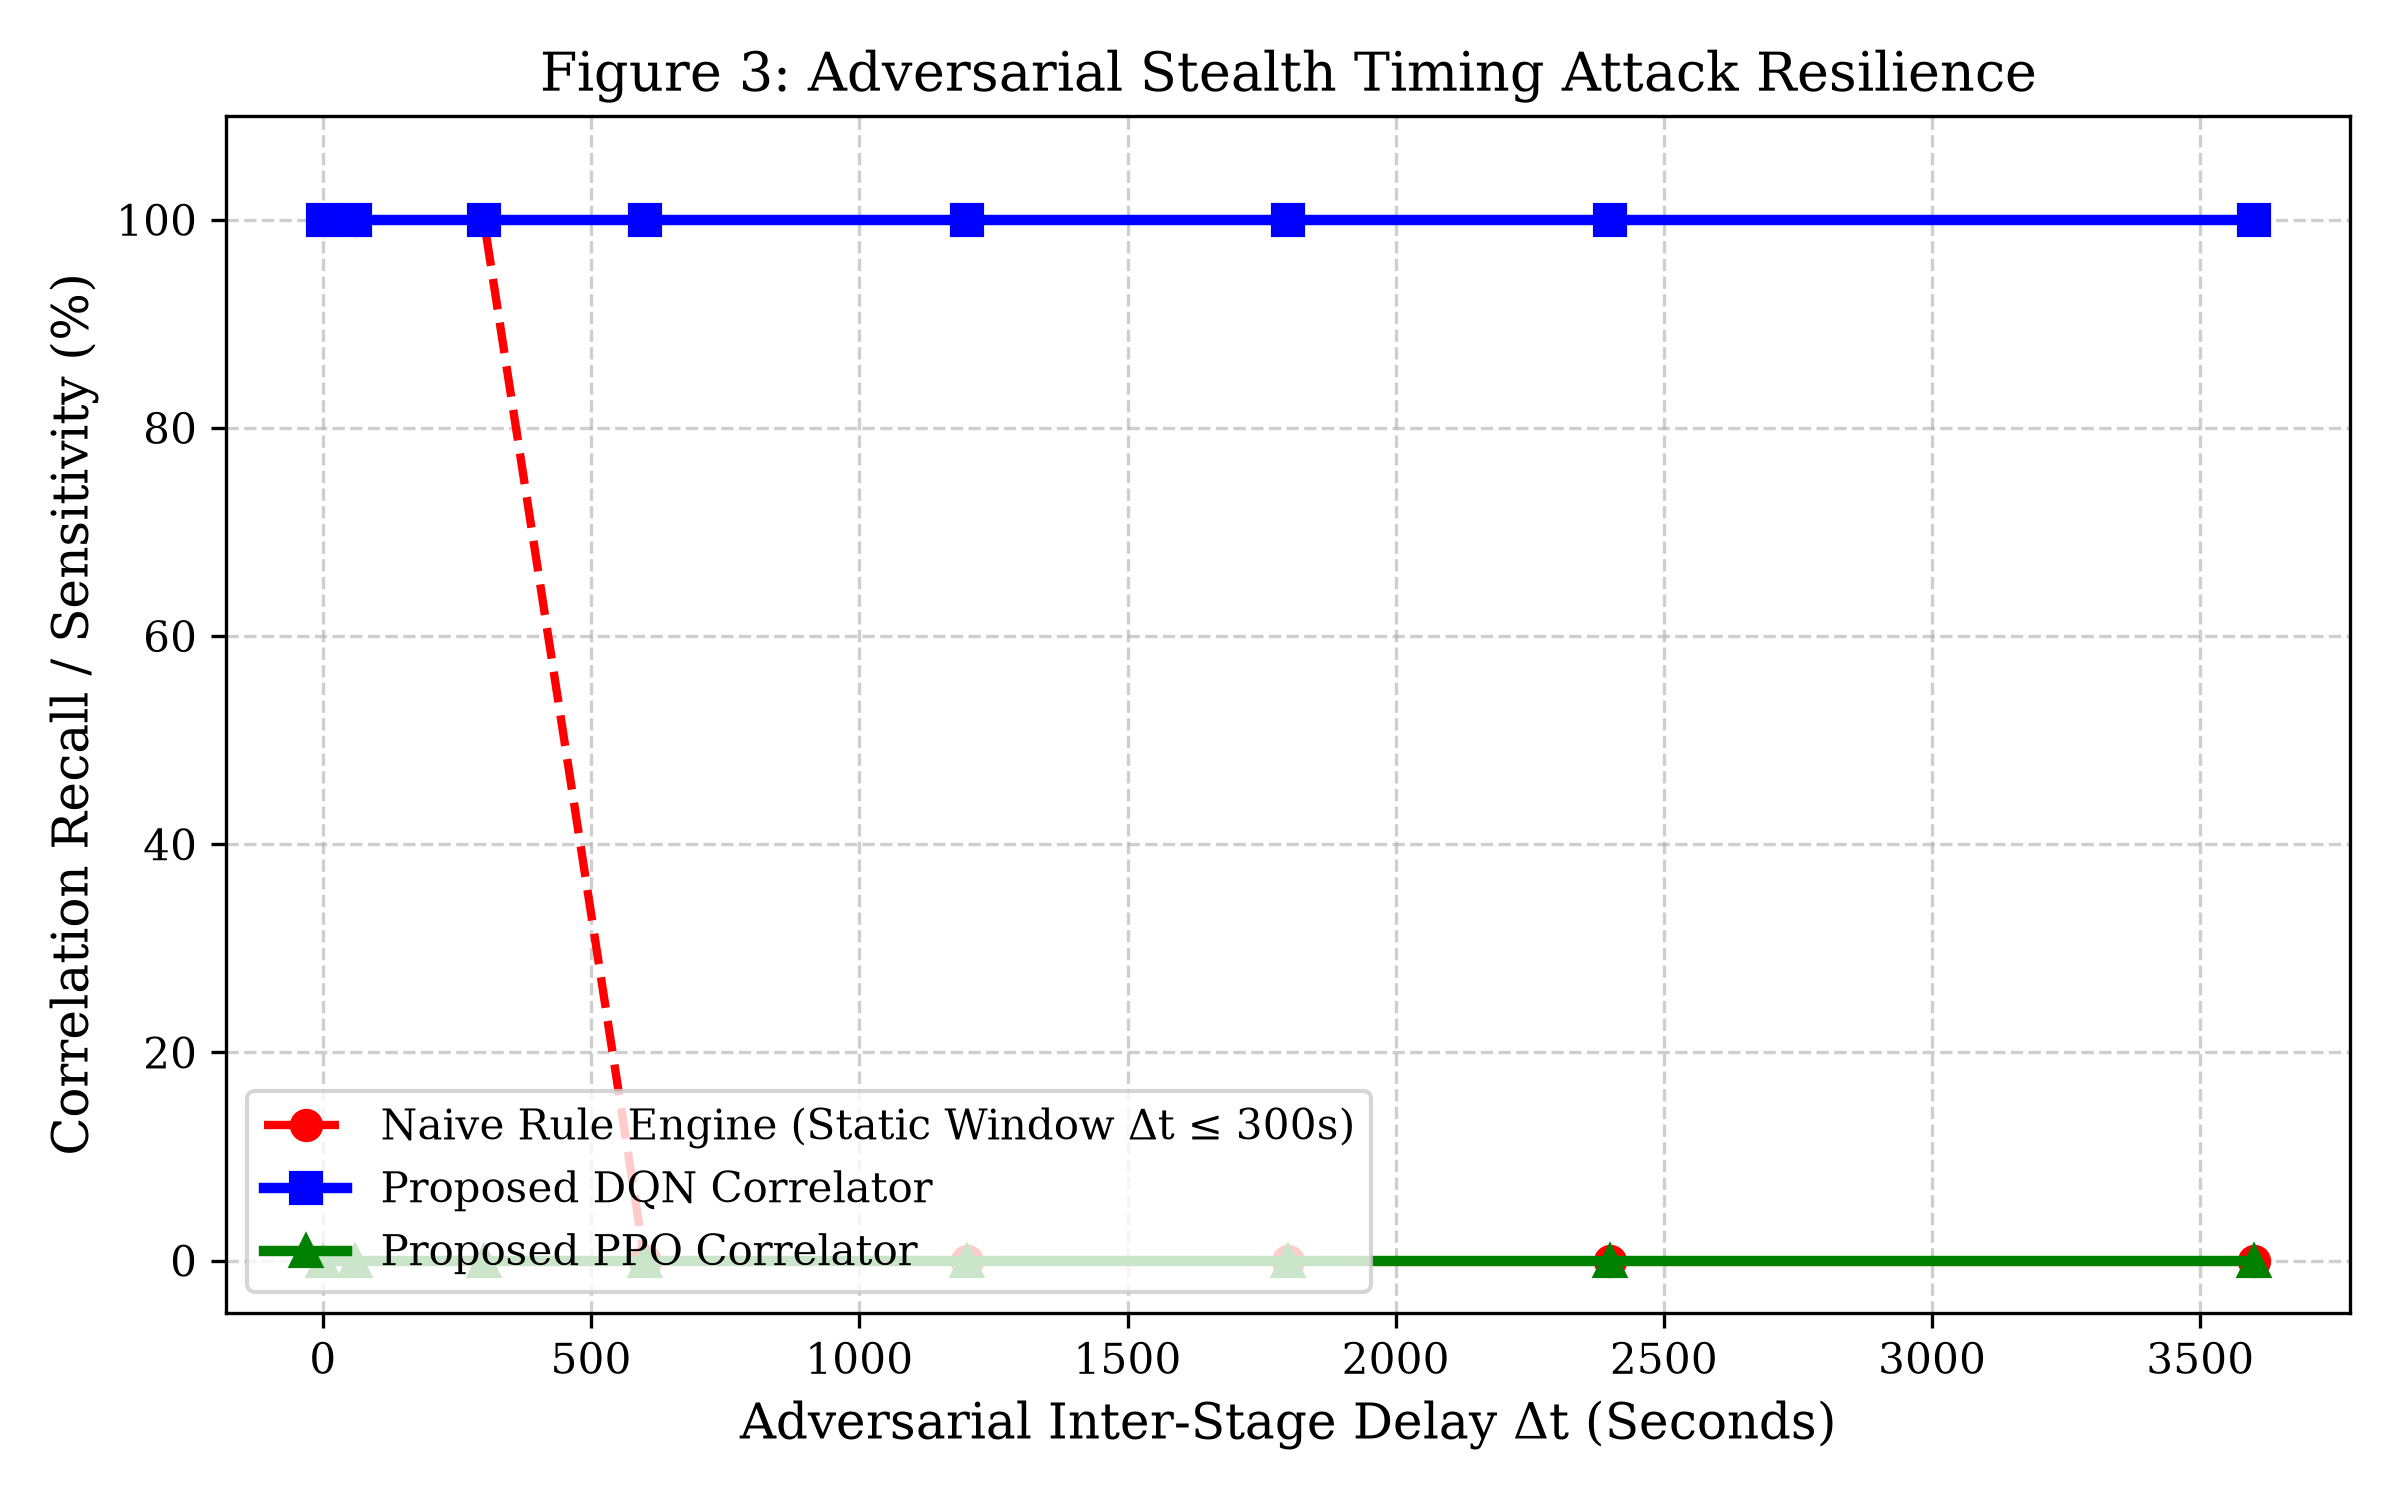 Figure 3: Adversarial Stealth Timing Attack Resilience
Correlation Recall / Sensitivity (%)
100
80
60
40
20
0
Naive Rule Engine (Static Window Δt ≤ 300s)
Proposed DQN Correlator
Proposed PPO Correlator
0 500 1000 1500 2000 2500 3000 3500
Adversarial Inter-Stage Delay Δt (Seconds)